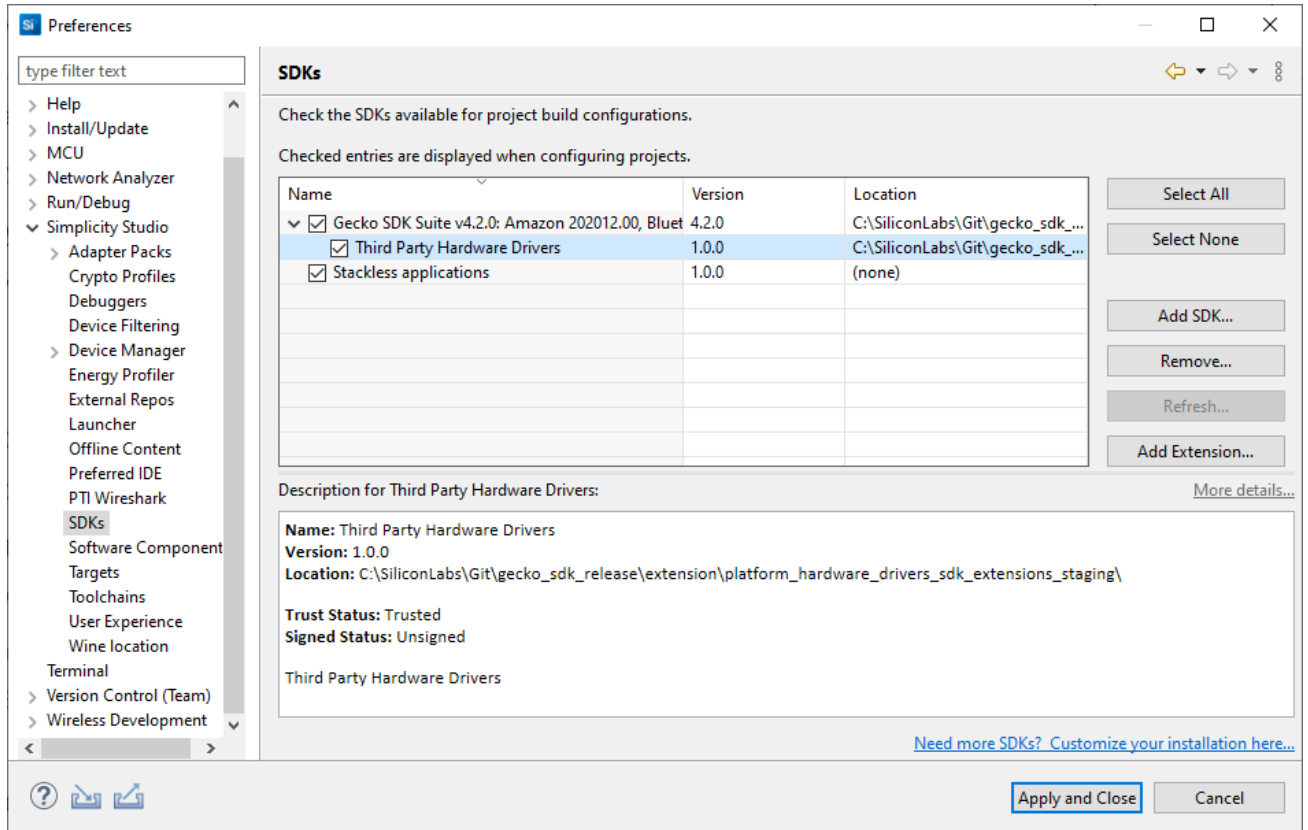 Si Preferences
type filter text
Help
Install/Update
MCU
Network Analyzer
Run/Debug
Simplicity Studio
Adapter Packs
Crypto Profiles
Debuggers
Device Filtering
Device Manager
Energy Profiler
External Repos
Launcher
Offline Content
Preferred IDE
PTI Wireshark
SDKs
Software Component
Targets
Toolchains
User Experience
Wine location
Terminal
Version Control (Team)
Wireless Development
SDKs
Check the SDKs available for project build configurations.
Checked entries are displayed when configuring projects.
Name Version Location
Gecko SDK Suite v4.2.0: Amazon 202012.00, Bluet 4.2.0 C:\SiliconLabs\Git\gecko_sdk_...
Third Party Hardware Drivers 1.0.0 C:\SiliconLabs\Git\gecko_sdk_...
Stackless applications 1.0.0 (none)
Select All
Select None
Add SDK...
Remove...
Refresh...
Add Extension...
Description for Third Party Hardware Drivers: More details...
Name: Third Party Hardware Drivers
Version: 1.0.0
Location: C:\SiliconLabs\Git\gecko_sdk_release\extension\platform_hardware_drivers_sdk_extensions_staging\
Trust Status: Trusted
Signed Status: Unsigned
Third Party Hardware Drivers
Need more SDKs? Customize your installation here...
? Apply and Close Cancel